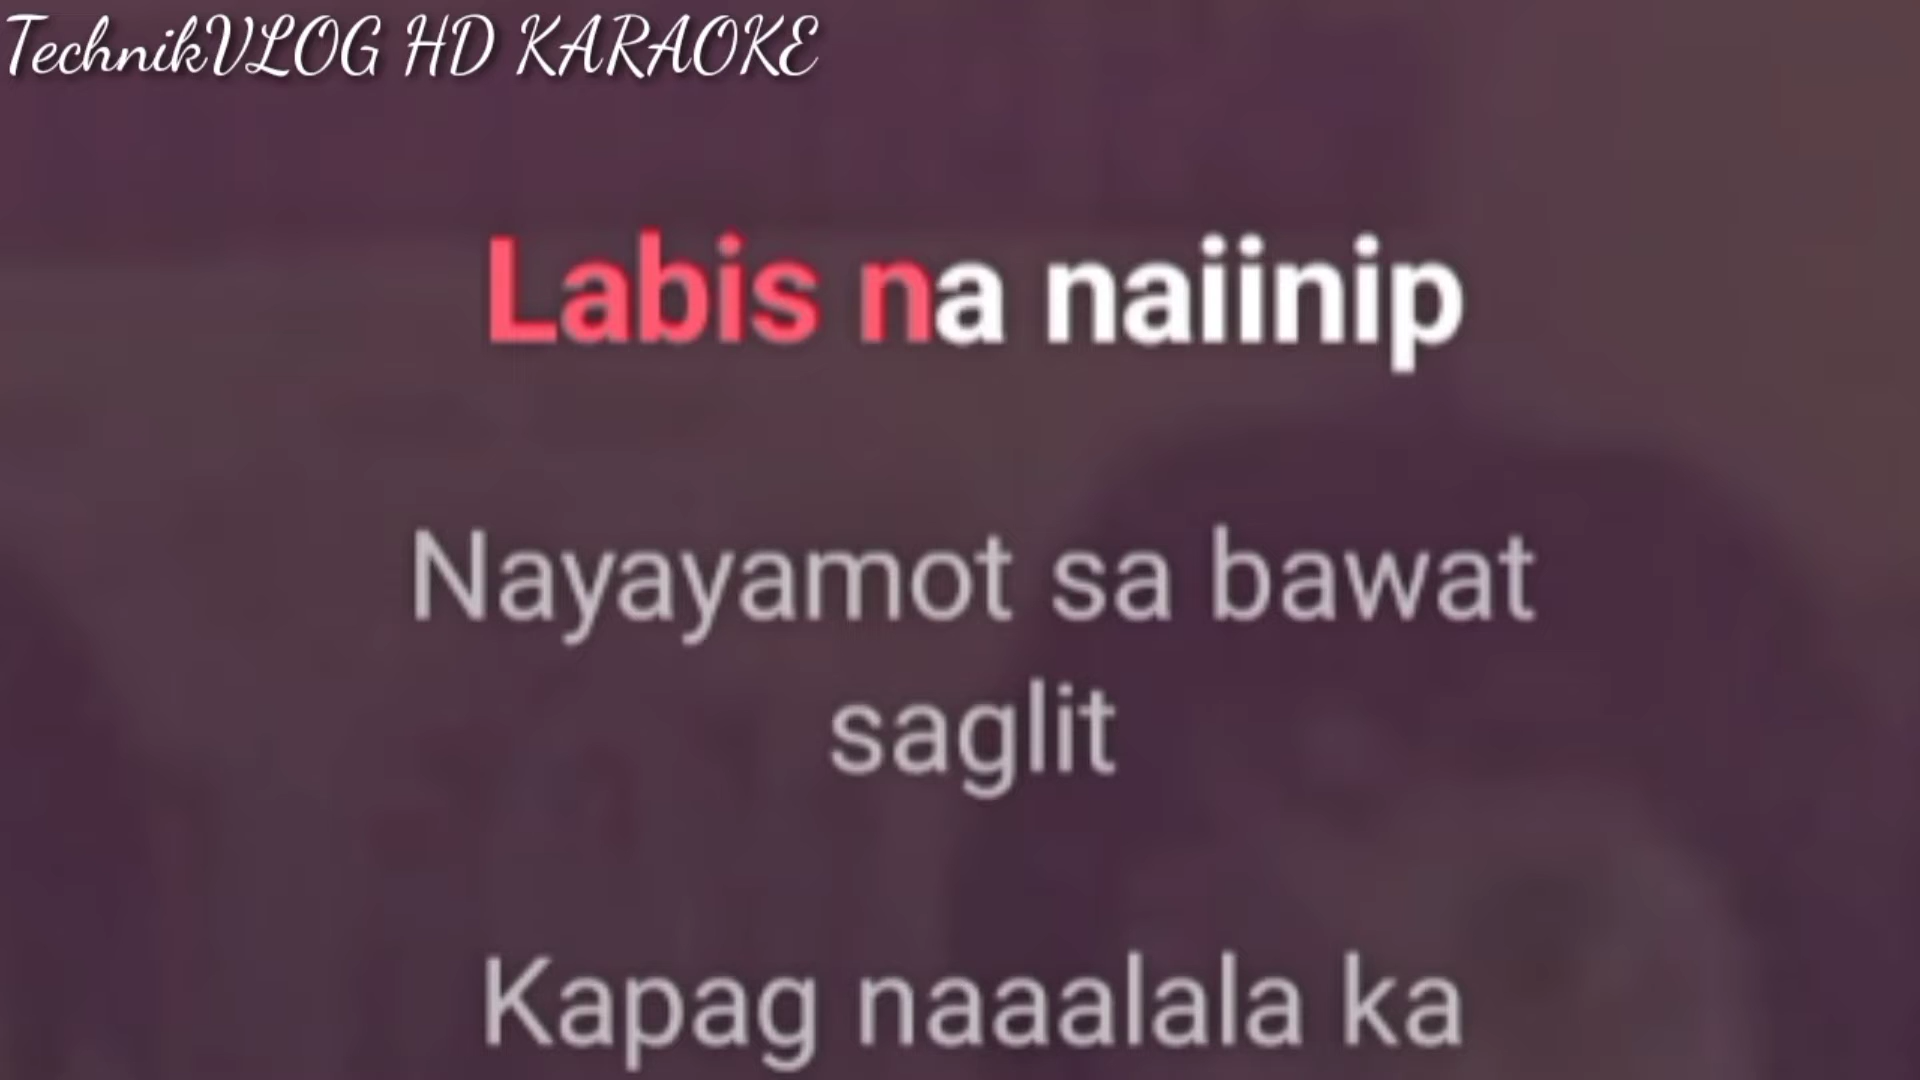 TechnikVLOG HD KARAOKE
Labis na naiinip
Nayayamot sa bawat
saglit
Kapag naaalala ka